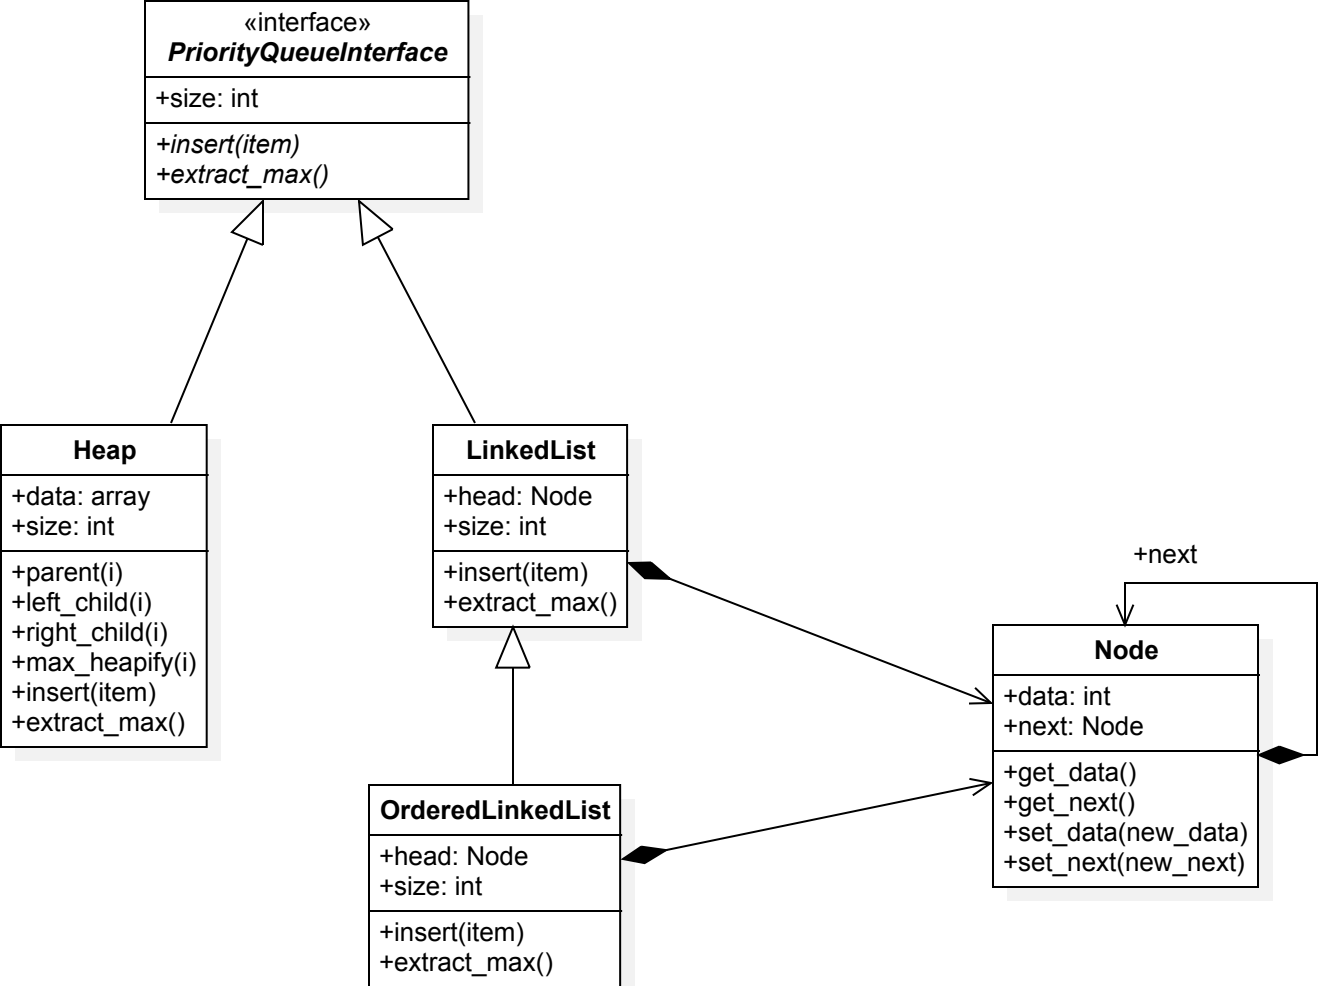 «interface»
PriorityQueueInterface
+size: int
+insert(item)
+extract_max()
Heap
+data: array
+size: int
+parent(i)
+left_child(i)
+right_child(i)
+max_heapify(i)
+insert(item)
+extract_max()
LinkedList
+head: Node
+size: int
+insert(item)
+extract_max()
+next
Node
+data: int
+next: Node
+get_data()
+get_next()
+set_data(new_data)
+set_next(new_next)
OrderedLinkedList
+head: Node
+size: int
+insert(item)
+extract_max()